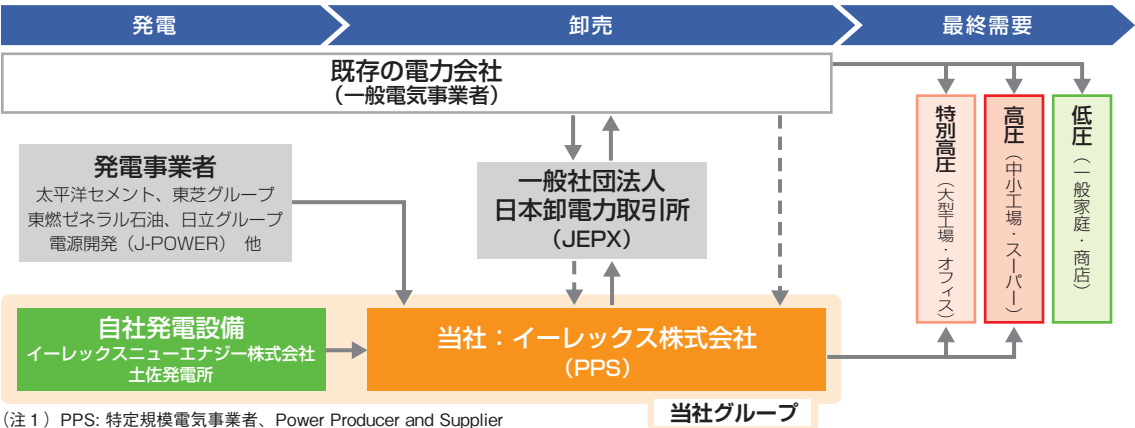 発電
卸売
最終需要
既存の電力会社
（一般電気事業者）
発電事業者
太平洋セメント、東芝グループ
東燃ゼネラル石油、日立グループ
電源開発（J-POWER） 他
一般社団法人
日本卸電力取引所
（JEPX）
特別高圧（大型工場・オフィス）
高圧（中小工場・スーパー）
低圧（一般家庭・商店）
自社発電設備
イーレックスニューエナジー株式会社
土佐発電所
当社：イーレックス株式会社
（PPS）
当社グループ
（注１）PPS: 特定規模電気事業者、Power Producer and Supplier